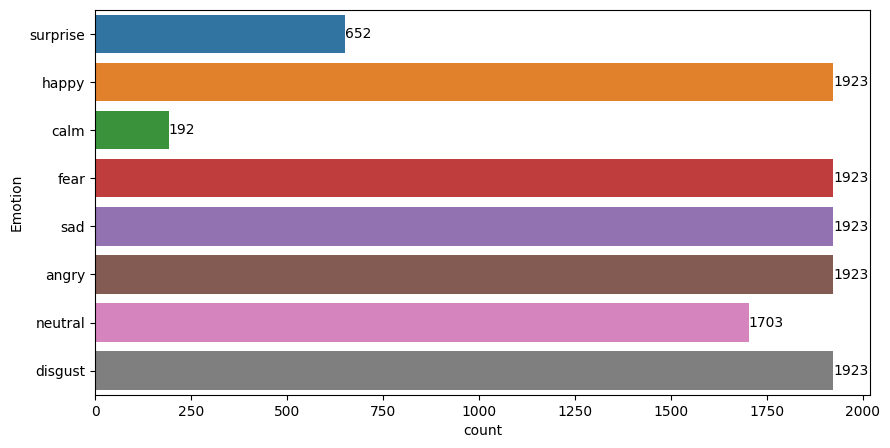 surprise 652
happy 1923
calm 192
fear 1923
sad 1923
angry 1923
neutral 1703
disgust 1923
Emotion
0 250 500 750 1000 1250 1500 1750 2000
count